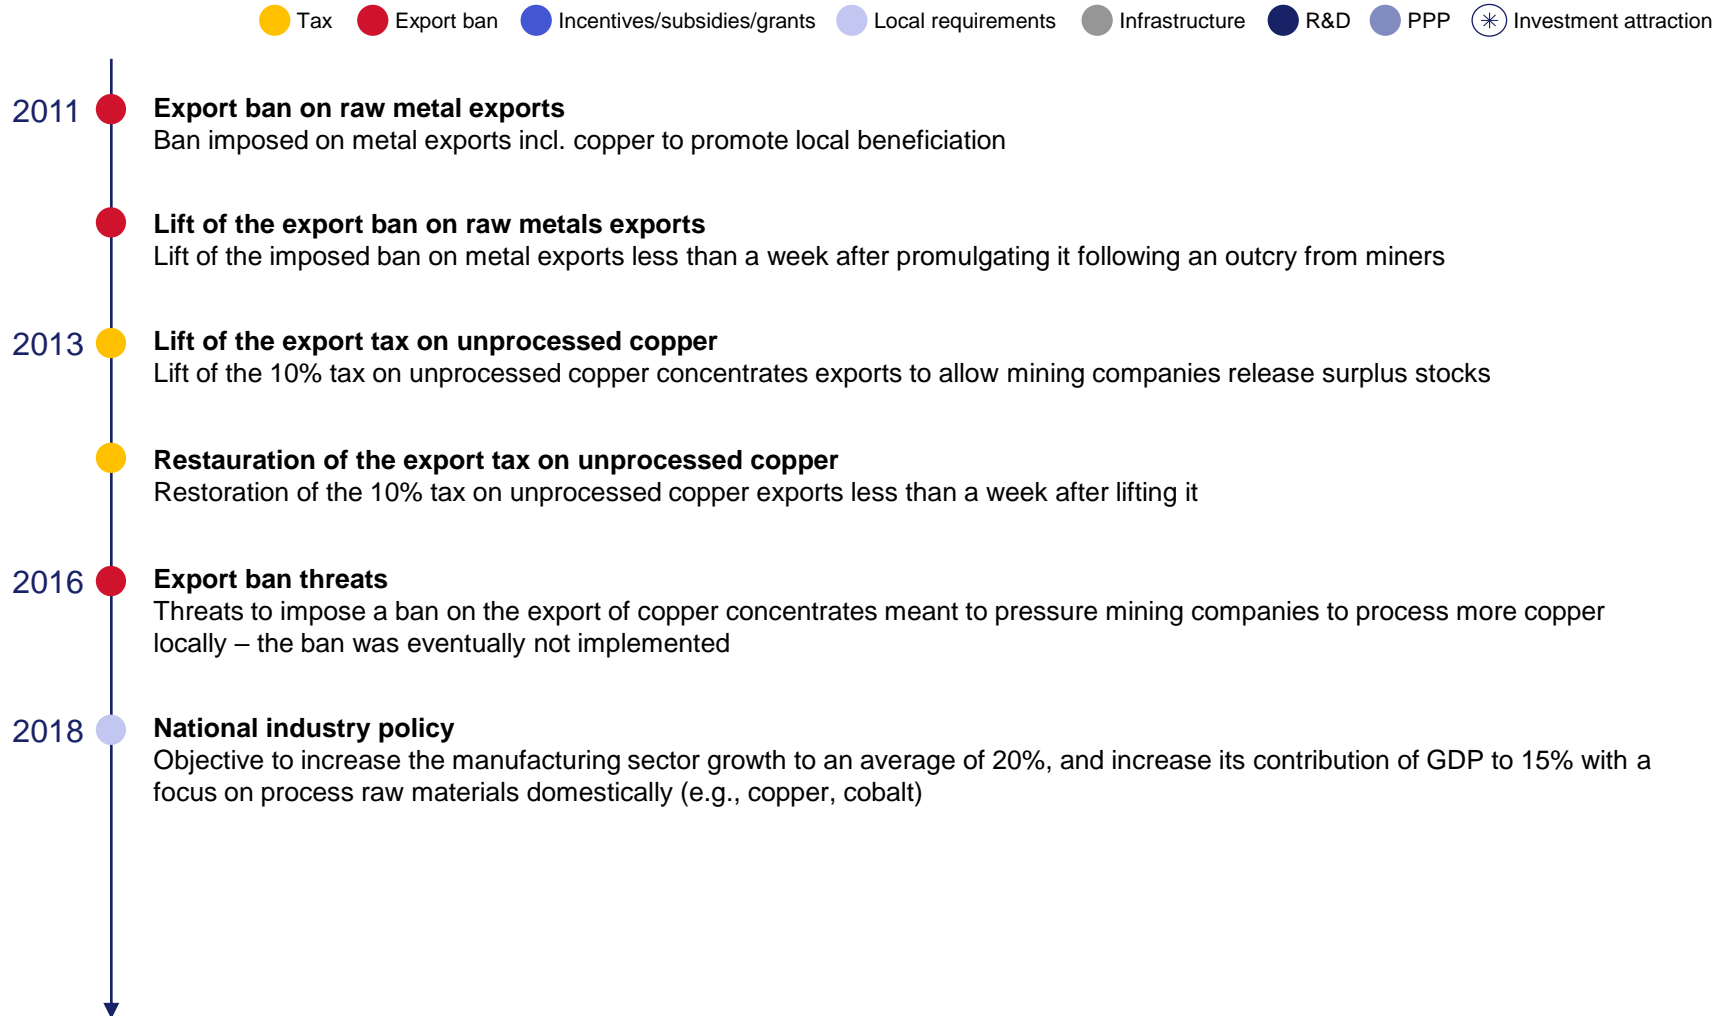 Tax Export ban Incentives/subsidies/grants Local requirements Infrastructure R&D PPP Investment attraction
2011 Export ban on raw metal exports
Ban imposed on metal exports incl. copper to promote local beneficiation
Lift of the export ban on raw metals exports
Lift of the imposed ban on metal exports less than a week after promulgating it following an outcry from miners
2013 Lift of the export tax on unprocessed copper
Lift of the 10% tax on unprocessed copper concentrates exports to allow mining companies release surplus stocks
Restauration of the export tax on unprocessed copper
Restoration of the 10% tax on unprocessed copper exports less than a week after lifting it
2016 Export ban threats
Threats to impose a ban on the export of copper concentrates meant to pressure mining companies to process more copper
locally – the ban was eventually not implemented
2018 National industry policy
Objective to increase the manufacturing sector growth to an average of 20%, and increase its contribution of GDP to 15% with a
focus on process raw materials domestically (e.g., copper, cobalt)